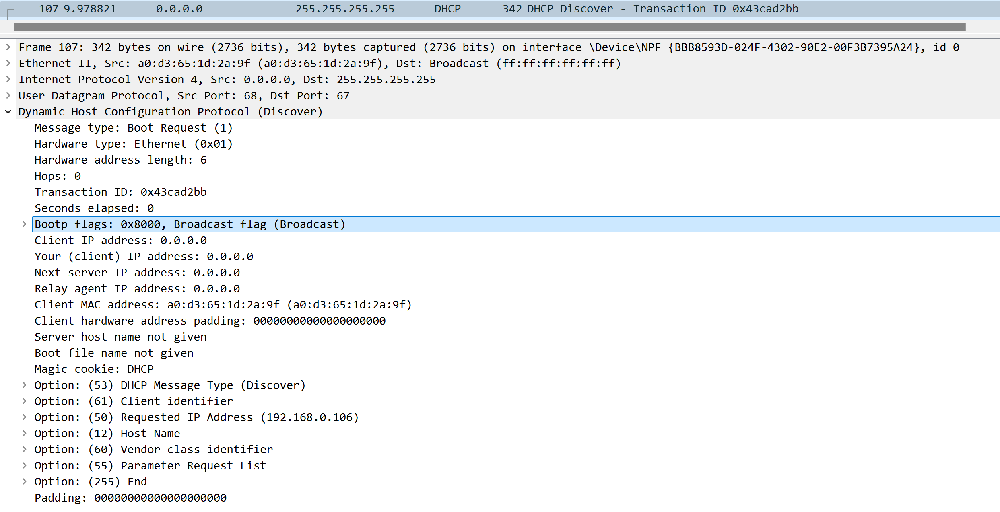 107 9.978821 0.0.0.0 255.255.255.255 DHCP 342 DHCP Discover - Transaction ID 0x43cad2bb
Frame 107: 342 bytes on wire (2736 bits), 342 bytes captured (2736 bits) on interface \Device\NPF_{BBB8593D-024F-4302-90E2-00F3B7395A24}, id 0
Ethernet II, Src: a0:d3:65:1d:2a:9f (a0:d3:65:1d:2a:9f), Dst: Broadcast (ff:ff:ff:ff:ff:ff)
Internet Protocol Version 4, Src: 0.0.0.0, Dst: 255.255.255.255
User Datagram Protocol, Src Port: 68, Dst Port: 67
Dynamic Host Configuration Protocol (Discover)
Message type: Boot Request (1)
Hardware type: Ethernet (0x01)
Hardware address length: 6
Hops: 0
Transaction ID: 0x43cad2bb
Seconds elapsed: 0
Bootp flags: 0x8000, Broadcast flag (Broadcast)
Client IP address: 0.0.0.0
Your (client) IP address: 0.0.0.0
Next server IP address: 0.0.0.0
Relay agent IP address: 0.0.0.0
Client MAC address: a0:d3:65:1d:2a:9f (a0:d3:65:1d:2a:9f)
Client hardware address padding: 00000000000000000000
Server host name not given
Boot file name not given
Magic cookie: DHCP
Option: (53) DHCP Message Type (Discover)
Option: (61) Client identifier
Option: (50) Requested IP Address (192.168.0.106)
Option: (12) Host Name
Option: (60) Vendor class identifier
Option: (55) Parameter Request List
Option: (255) End
Padding: 00000000000000000000